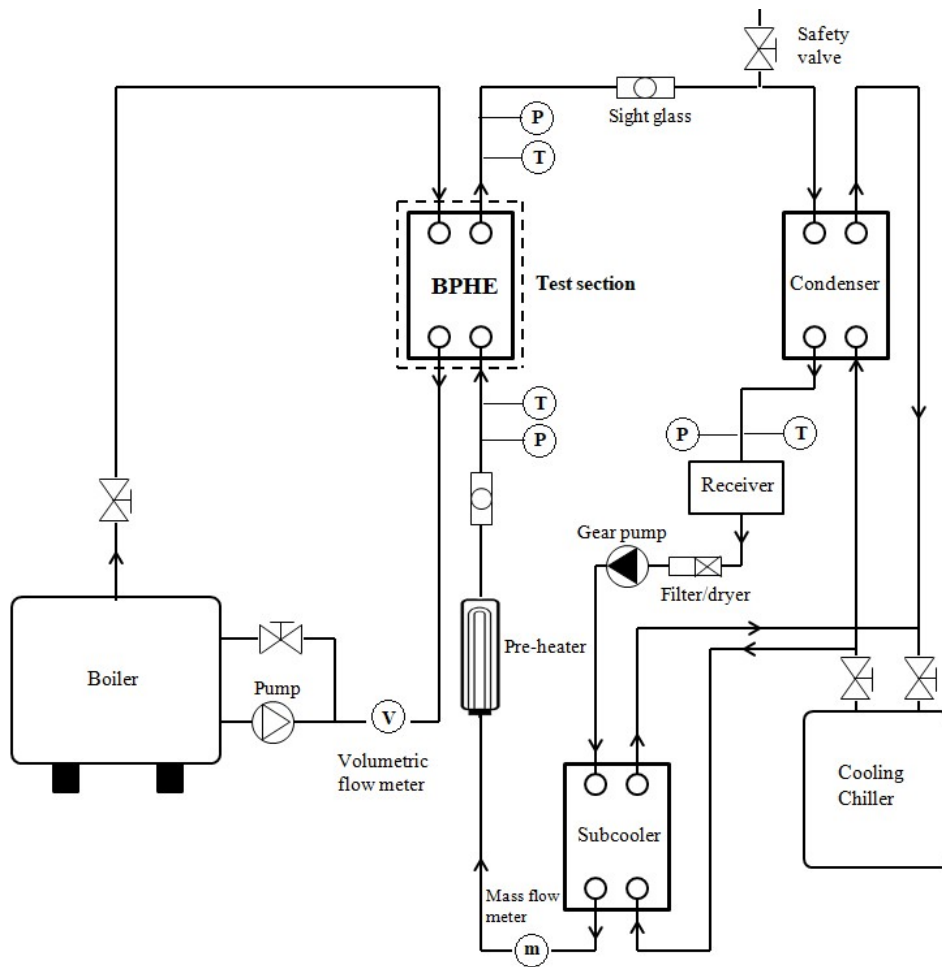 Safety
valve
Sight glass
P
T
BPHE
Test section
Condenser
T
P
P
T
Receiver
Gear pump
Filter/dryer
Pre-heater
Boiler
Pump
V
Volumetric
flow meter
Cooling
Chiller
Subcooler
Mass flow
meter
m